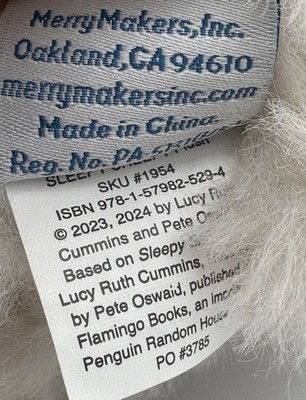 MerryMakers, Inc.
Oakland, CA 94610
merrymakersinc.com
Made in China
Reg. No. PA
SLEEPY SHEEPY
SKU #1954
ISBN 978-1-57982-529-4
© 2023, 2024 by Lucy Ruth
Cummins and Pete
Based on Sleepy
Lucy Ruth Cummins,
by Pete Oswald, published
Flamingo Books, an
Penguin Random House
PO #3785